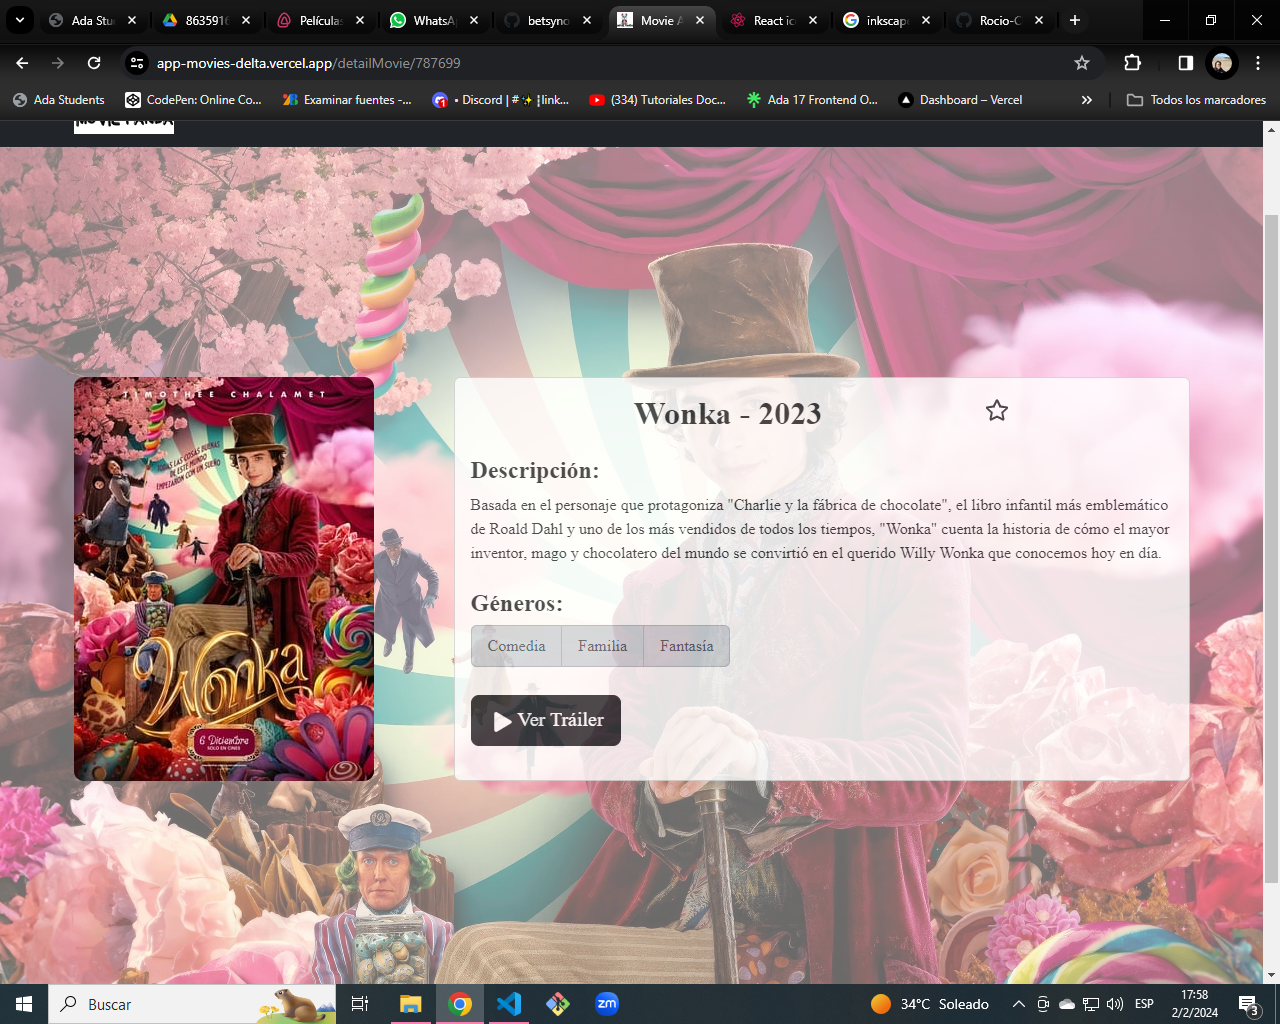 Ada Stu
8635916
Películas
WhatsAp
betsyno
Movie A
React ic
inkscap
Rocio-C
app-movies-delta.vercel.app/detailMovie/787699
Ada Students
CodePen: Online Co...
Examinar fuentes -...
• Discord | #✨┆link...
(334) Tutoriales Doc...
Ada 17 Frontend O...
Dashboard – Vercel
Todos los marcadores
MOVIE PANDA
TIMOTHÉE CHALAMET
TODAS LAS COSAS BUENAS
DE ESTE MUNDO
EMPEZARON CON UN SUEÑO
Wonka
6 Diciembre
SOLO EN CINES
Wonka - 2023
Descripción:
Basada en el personaje que protagoniza "Charlie y la fábrica de chocolate", el libro infantil más emblemático
de Roald Dahl y uno de los más vendidos de todos los tiempos, "Wonka" cuenta la historia de cómo el mayor
inventor, mago y chocolatero del mundo se convirtió en el querido Willy Wonka que conocemos hoy en día.
Géneros:
Comedia Familia Fantasía
Ver Tráiler
Buscar
zm
34°C Soleado
ESP
17:58
2/2/2024
3